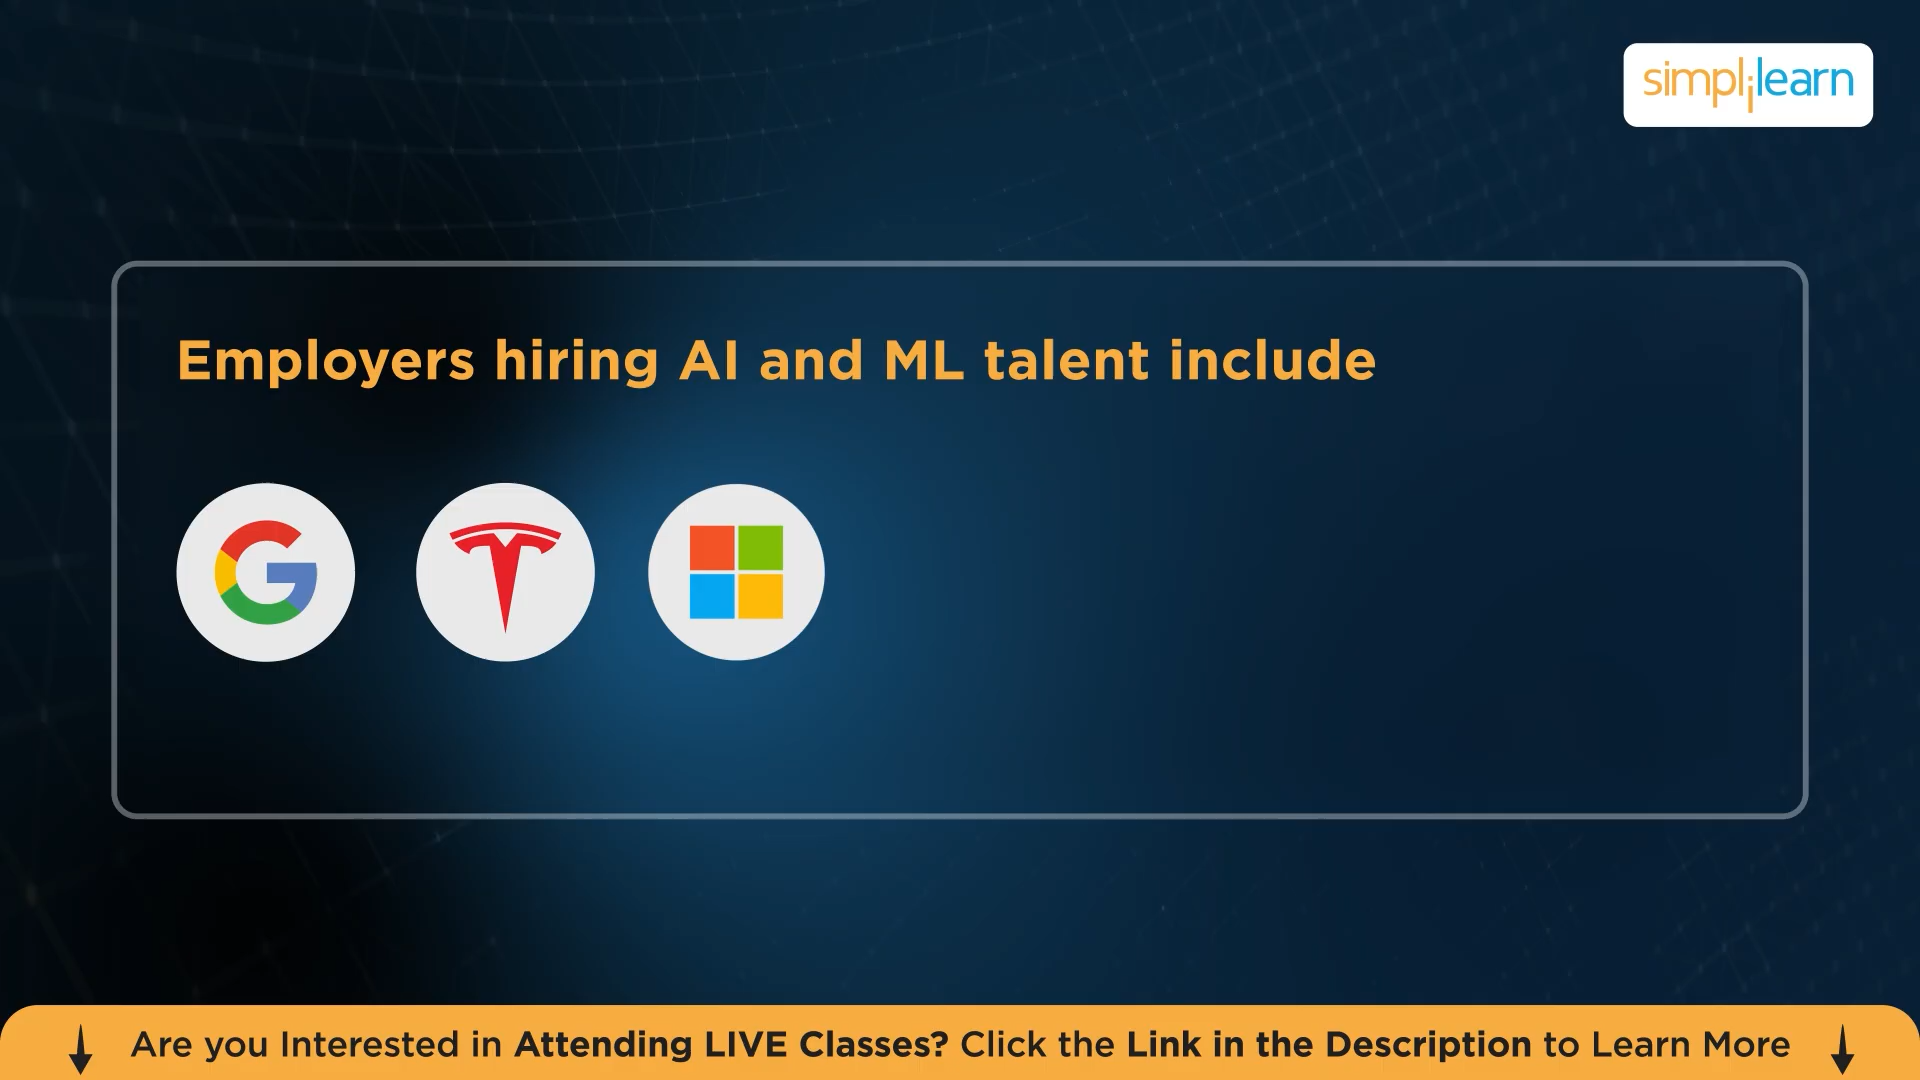 simplilearn
Employers hiring AI and ML talent include
Are you Interested in Attending LIVE Classes? Click the Link in the Description to Learn More